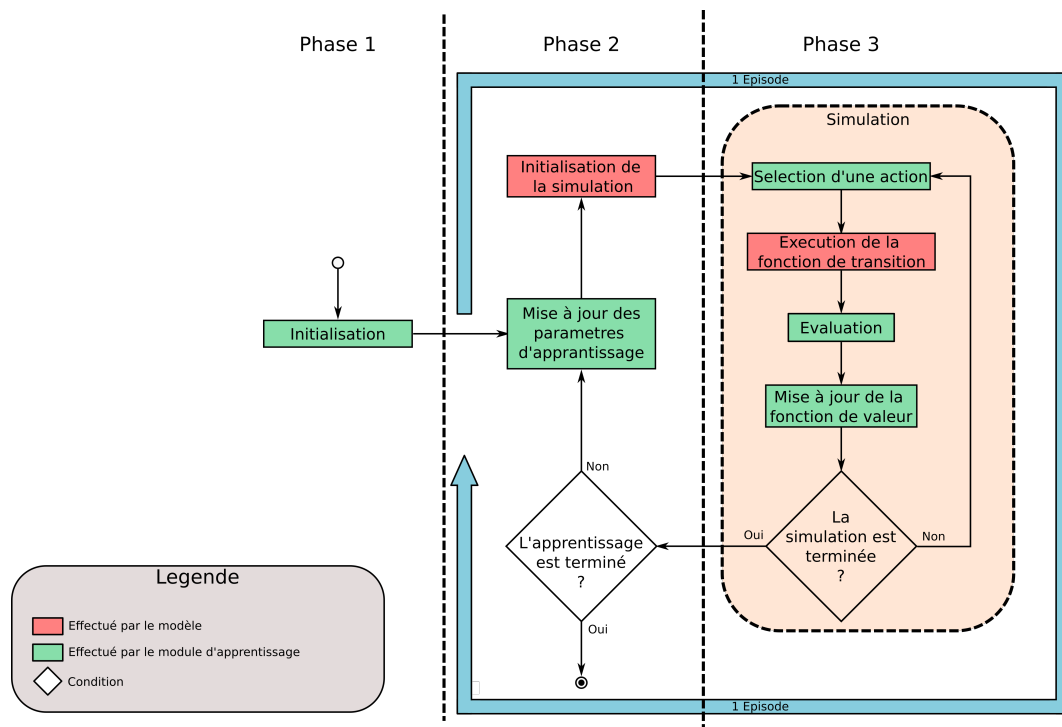 Phase 1
Phase 2
Phase 3
1 Episode
Simulation
Initialisation de
la simulation
Selection d'une action
Execution de la
fonction de transition
Initialisation
Mise à jour des
parametres
d'apprantissage
Evaluation
Mise à jour de la
fonction de valeur
Non
L'apprentissage
est terminé
?
Oui
La
simulation est
terminée
?
Oui
Non
Legende
Effectué par le modèle
Effectué par le module d'apprentissage
Condition
1 Episode